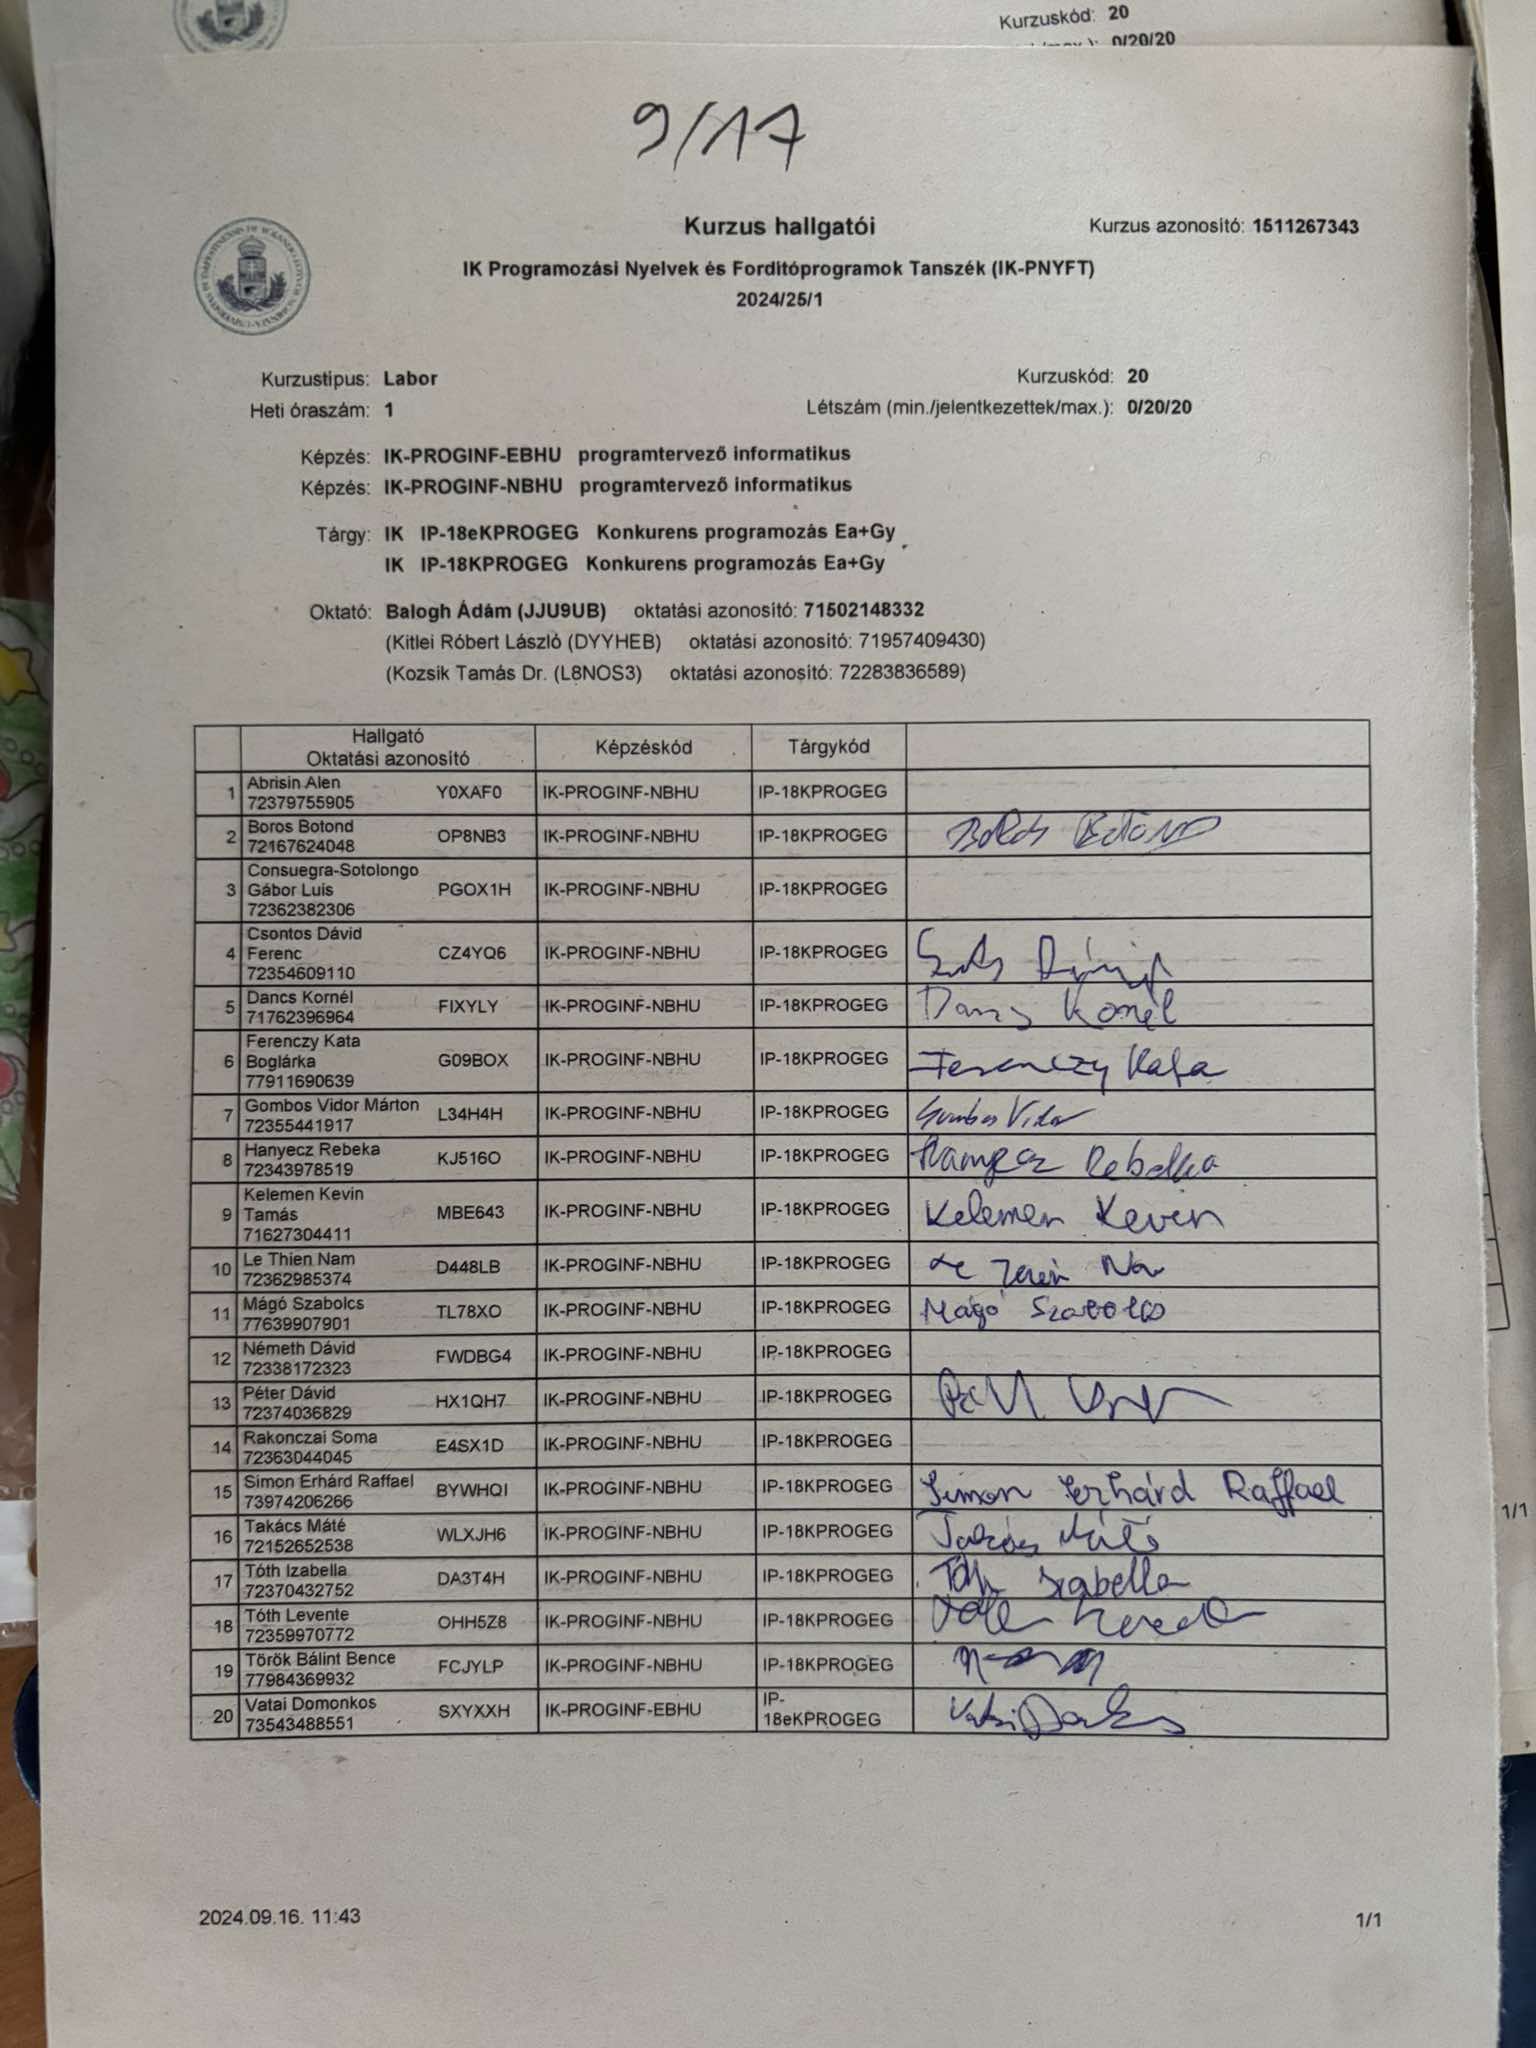 Kurzuskód: 20
0/20/20
9/17
Kurzus hallgatói
Kurzus azonosító: 1511267343
IK Programozási Nyelvek és Fordítóprogramok Tanszék (IK-PNYFT)
2024/25/1
Kurzustípus: Labor
Kurzuskód: 20
Heti óraszám: 1
Létszám (min./jelentkezettek/max.): 0/20/20
Képzés: IK-PROGINF-EBHU programtervező informatikus
Képzés: IK-PROGINF-NBHU programtervező informatikus
Tárgy: IK IP-18eKPROGEG Konkurens programozás Ea+Gy
IK IP-18KPROGEG Konkurens programozás Ea+Gy
Oktató: Balogh Ádám (JJU9UB) oktatási azonosító: 71502148332
(Kitlei Róbert László (DYYHEB) oktatási azonosító: 71957409430)
(Kozsik Tamás Dr. (L8NOS3) oktatási azonosító: 72283836589)
Hallgató
Oktatási azonosító Képzéskód Tárgykód
1 Abrisin Alen Y0XAF0 IK-PROGINF-NBHU IP-18KPROGEG
72379755905
2 Boros Botond OP8NB3 IK-PROGINF-NBHU IP-18KPROGEG Boros Botond
72167624048
Consuegra-Sotolongo
3 Gábor Luis PGOX1H IK-PROGINF-NBHU IP-18KPROGEG
72362382306
Csontos Dávid
4 Ferenc CZ4YQ6 IK-PROGINF-NBHU IP-18KPROGEG
72354609110
5 Dancs Kornél FIXYLY IK-PROGINF-NBHU IP-18KPROGEG Dancs Kornél
71762396964
Ferenczy Kata
6 Boglárka G09BOX IK-PROGINF-NBHU IP-18KPROGEG Ferenczy Kata
77911690639
7 Gombos Vidor Márton L34H4H IK-PROGINF-NBHU IP-18KPROGEG Gombos Vidor
72355441917
8 Hanyecz Rebeka KJ516O IK-PROGINF-NBHU IP-18KPROGEG Hanyecz Rebeka
72343978519
Kelemen Kevin
9 Tamás MBE643 IK-PROGINF-NBHU IP-18KPROGEG Kelemen Kevin
71627304411
10 Le Thien Nam D448LB IK-PROGINF-NBHU IP-18KPROGEG
72362985374
11 Mágó Szabolcs TL78XO IK-PROGINF-NBHU IP-18KPROGEG Mágó Szabolcs
77639907901
12 Németh Dávid FWDBG4 IK-PROGINF-NBHU IP-18KPROGEG
72338172323
13 Péter Dávid HX1QH7 IK-PROGINF-NBHU IP-18KPROGEG
72374036829
14 Rakonczai Soma E4SX1D IK-PROGINF-NBHU IP-18KPROGEG
72363044045
15 Simon Erhárd Raffael BYWHQI IK-PROGINF-NBHU IP-18KPROGEG Simon Erhárd Raffael
73974206266
16 Takács Máté WLXJH6 IK-PROGINF-NBHU IP-18KPROGEG Takács Máté
72152652538
17 Tóth Izabella DA3T4H IK-PROGINF-NBHU IP-18KPROGEG Tóth Izabella
72370432752
18 Tóth Levente OHH5Z8 IK-PROGINF-NBHU IP-18KPROGEG
72359970772
19 Török Bálint Bence FCJYLP IK-PROGINF-NBHU IP-18KPROGEG
77984369932
20 Vatai Domonkos SXYXXH IK-PROGINF-EBHU IP-
73543488551 18eKPROGEG
2024.09.16. 11:43
1/1
1/1